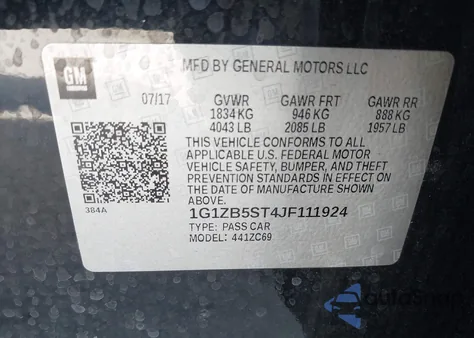 GM
MFD BY GENERAL MOTORS LLC
07/17 GVWR GAWR FRT GAWR RR
1834 KG 946 KG 888 KG
4043 LB 2085 LB 1957 LB
THIS VEHICLE CONFORMS TO ALL
APPLICABLE U.S. FEDERAL MOTOR
VEHICLE SAFETY, BUMPER, AND THEFT
PREVENTION STANDARDS IN EFFECT ON
THE DATE OF MANUFACTURE SHOWN
ABOVE.
384A
1G1ZB5ST4JF111924
TYPE: PASS CAR
MODEL: 441ZC69